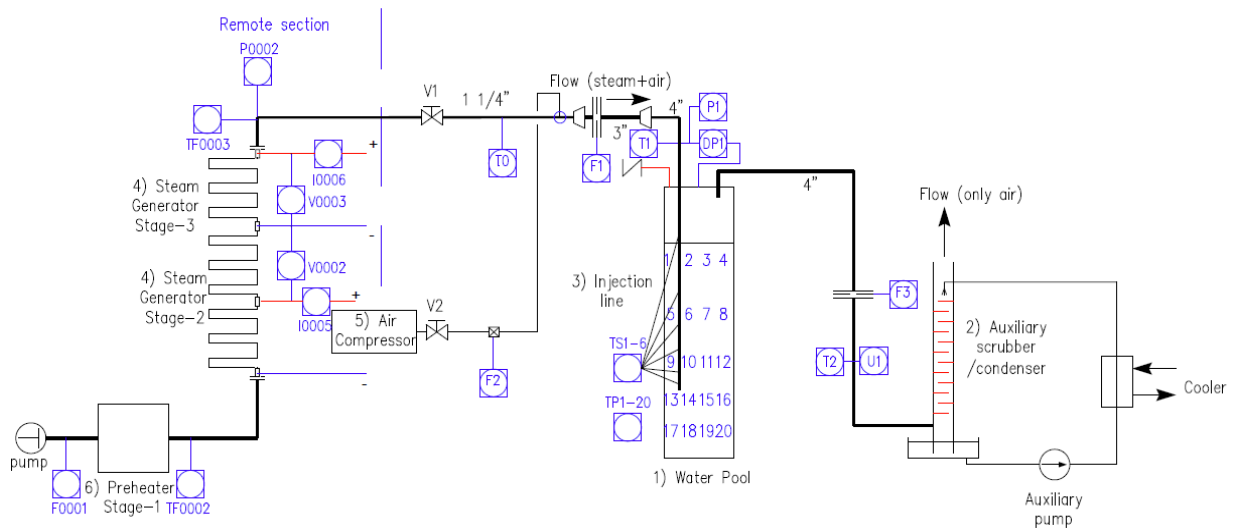 Remote section
P0002
TF0003
V1
1 1/4”
Flow (steam+air)
4”
3”
P1
T1
DP1
T0
F1
+
I0006
4) Steam
Generator
Stage-3
V0003
-
4”
Flow (only air)
1 2 3 4
3) Injection
line
4) Steam
Generator
Stage-2
V0002
+
I0005
5) Air
Compressor
V2
F2
5 6 7 8
F3
2) Auxiliary
scrubber
/condenser
TS1-6
9 10 11 12
T2
U1
Cooler
-
TP1-20
13 14 15 16
17 18 19 20
pump
6) Preheater
Stage-1
F0001
TF0002
1) Water Pool
Auxiliary
pump